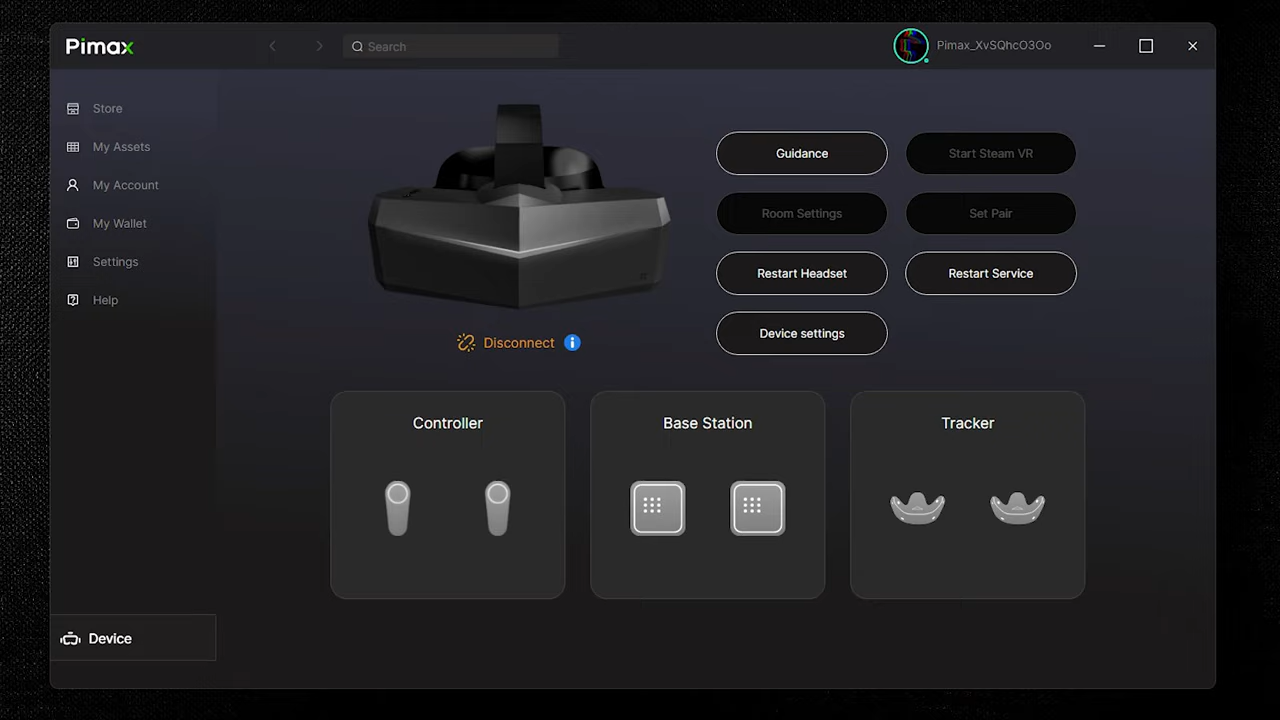 Pimax
Search
Pimax_XvSQhcO3Oo
Store
My Assets
My Account
My Wallet
Settings
Help
Device
Guidance
Start Steam VR
Room Settings
Set Pair
Restart Headset
Restart Service
Device settings
Disconnect
Controller
Base Station
Tracker